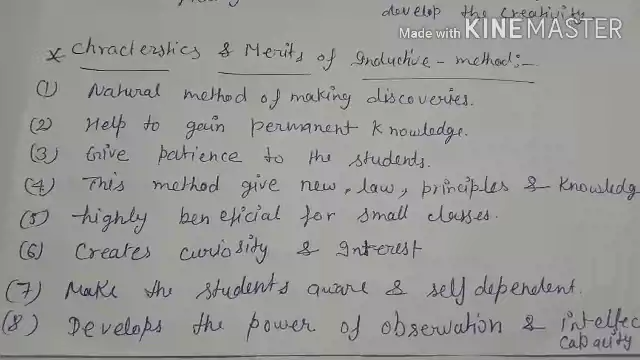 develop the creativity
Made with KINEMASTER
* Chracterstics & Merits of Inductive-method:-
(1) Natural method of making discoveries.
(2) Help to gain permanent knowledge.
(3) Give patience to the students.
(4) This method give new, law, principles & knowledg
(5) highly beneficial for small classes.
(6) Creates curiosity & Interest
(7) Make the students aware & self dependent.
(8) Develops the power of observation & intellec
capacity